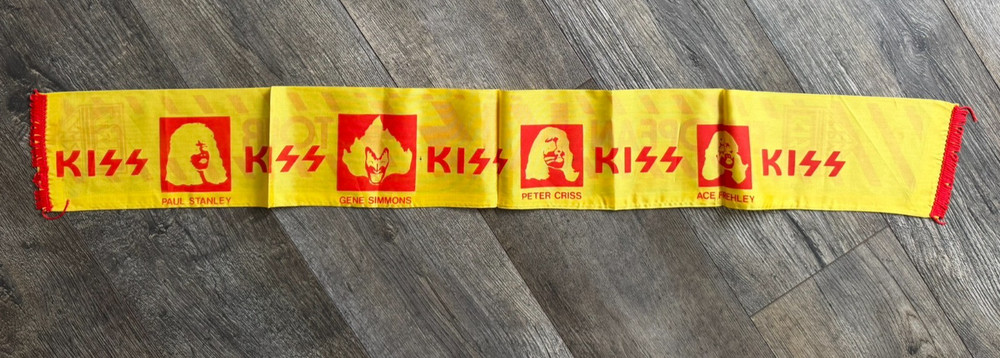 KISS KISS KISS KISS KISS
PAUL STANLEY GENE SIMMONS PETER CRISS ACE FREHLEY